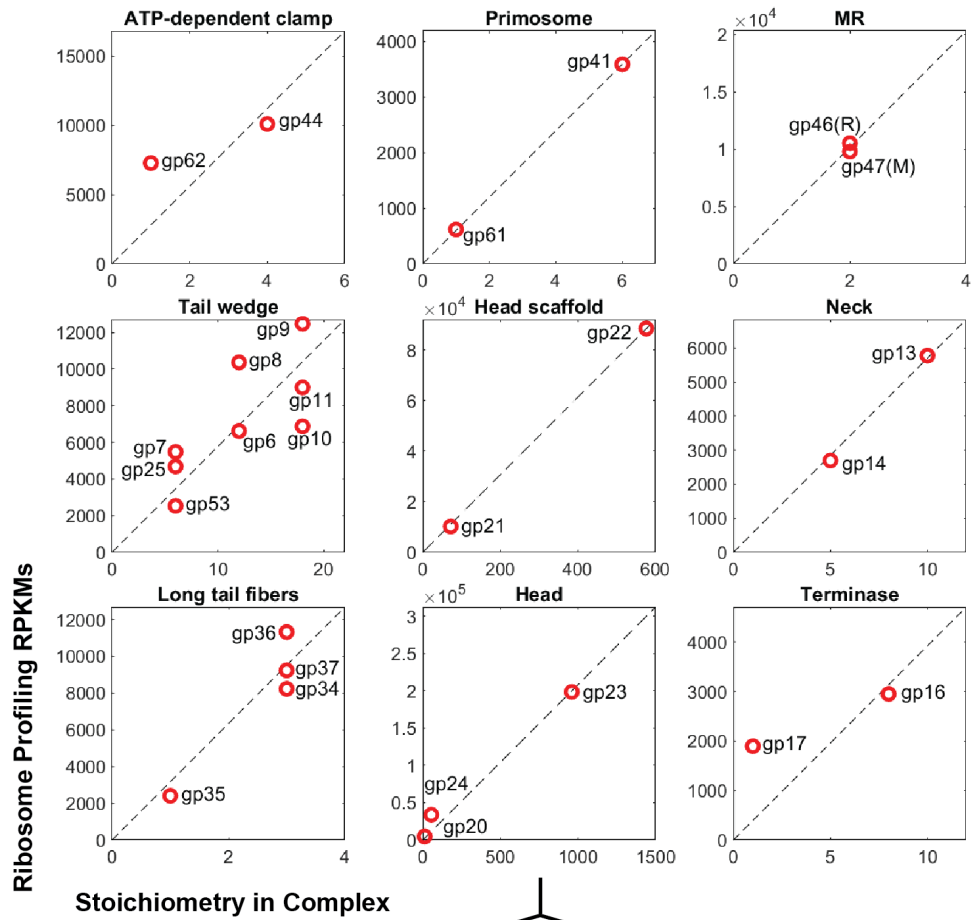 ATP-dependent clamp
15000
10000
5000
0
gp62
gp44
0 2 4 6
Primosome
4000
3000
2000
1000
0
gp41
gp61
0 2 4 6
MR
×10^4
2
1.5
1
0.5
0
gp46(R)
gp47(M)
0 2 4
Tail wedge
12000
10000
8000
6000
4000
2000
0
gp9
gp8
gp11
gp6
gp10
gp7
gp25
gp53
0 10 20
Head scaffold
×10^4
8
6
4
2
0
gp22
gp21
0 200 400 600
Neck
6000
5000
4000
3000
2000
1000
0
gp13
gp14
0 5 10
Long tail fibers
12000
10000
8000
6000
4000
2000
0
gp36
gp37
gp34
gp35
0 2 4
Head
×10^5
3
2.5
2
1.5
1
0.5
0
gp23
gp24
gp20
0 500 1000 1500
Terminase
4000
3000
2000
1000
0
gp16
gp17
0 5 10
Ribosome Profiling RPKMs
Stoichiometry in Complex